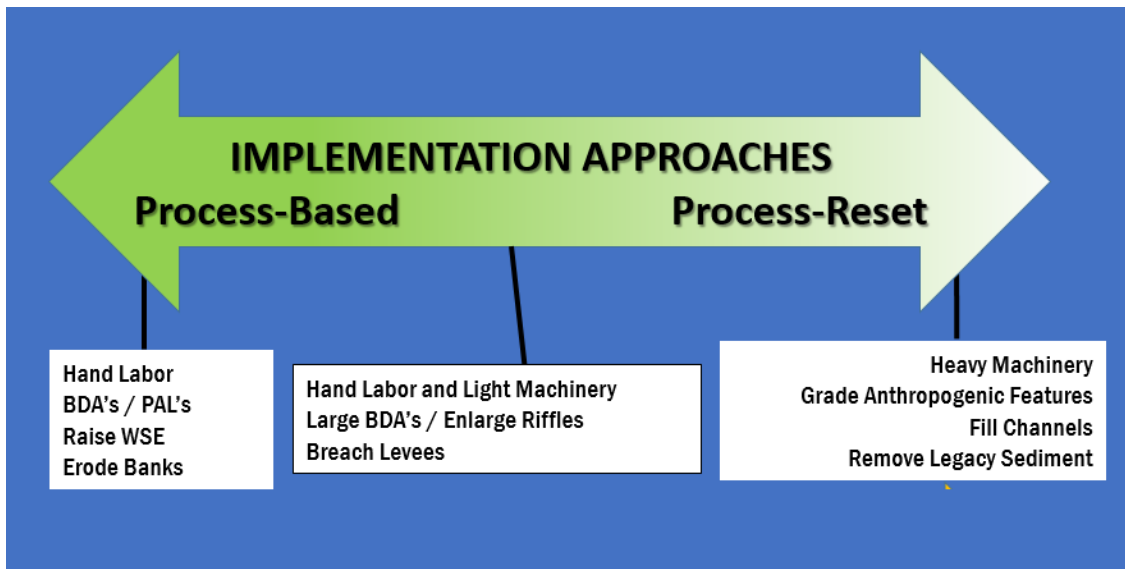 IMPLEMENTATION APPROACHES
Process-Based
Process-Reset
Hand Labor
BDA's / PAL's
Raise WSE
Erode Banks
Hand Labor and Light Machinery
Large BDA's / Enlarge Riffles
Breach Levees
Heavy Machinery
Grade Anthropogenic Features
Fill Channels
Remove Legacy Sediment